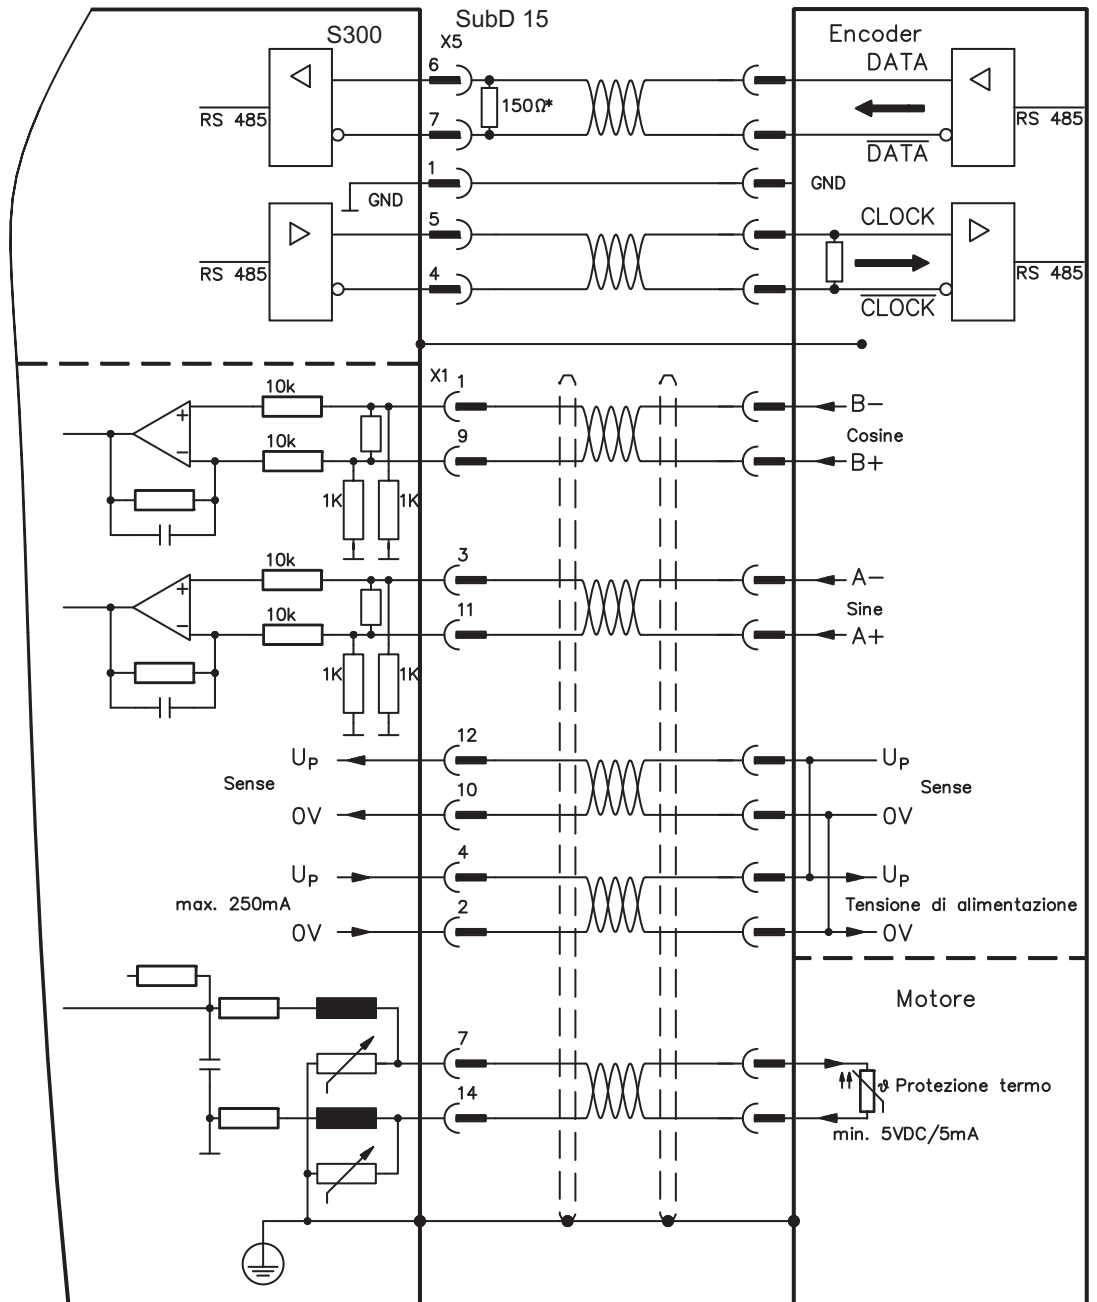 S300
SubD 15
X5
Encoder
6
DATA
150Ω*
RS 485
RS 485
7
DATA
1
GND
GND
5
CLOCK
RS 485
RS 485
4
CLOCK
X1
1
10k
B-
+
Cosine
10k
9
-
B+
1K
1K
10k
3
A-
+
Sine
10k
11
-
A+
1K
1K
12
UP
UP
Sense
Sense
10
0V
0V
4
UP
UP
max. 250mA
Tensione di alimentazione
2
0V
0V
Motore
7
ϑ Protezione termo
14
min. 5VDC/5mA